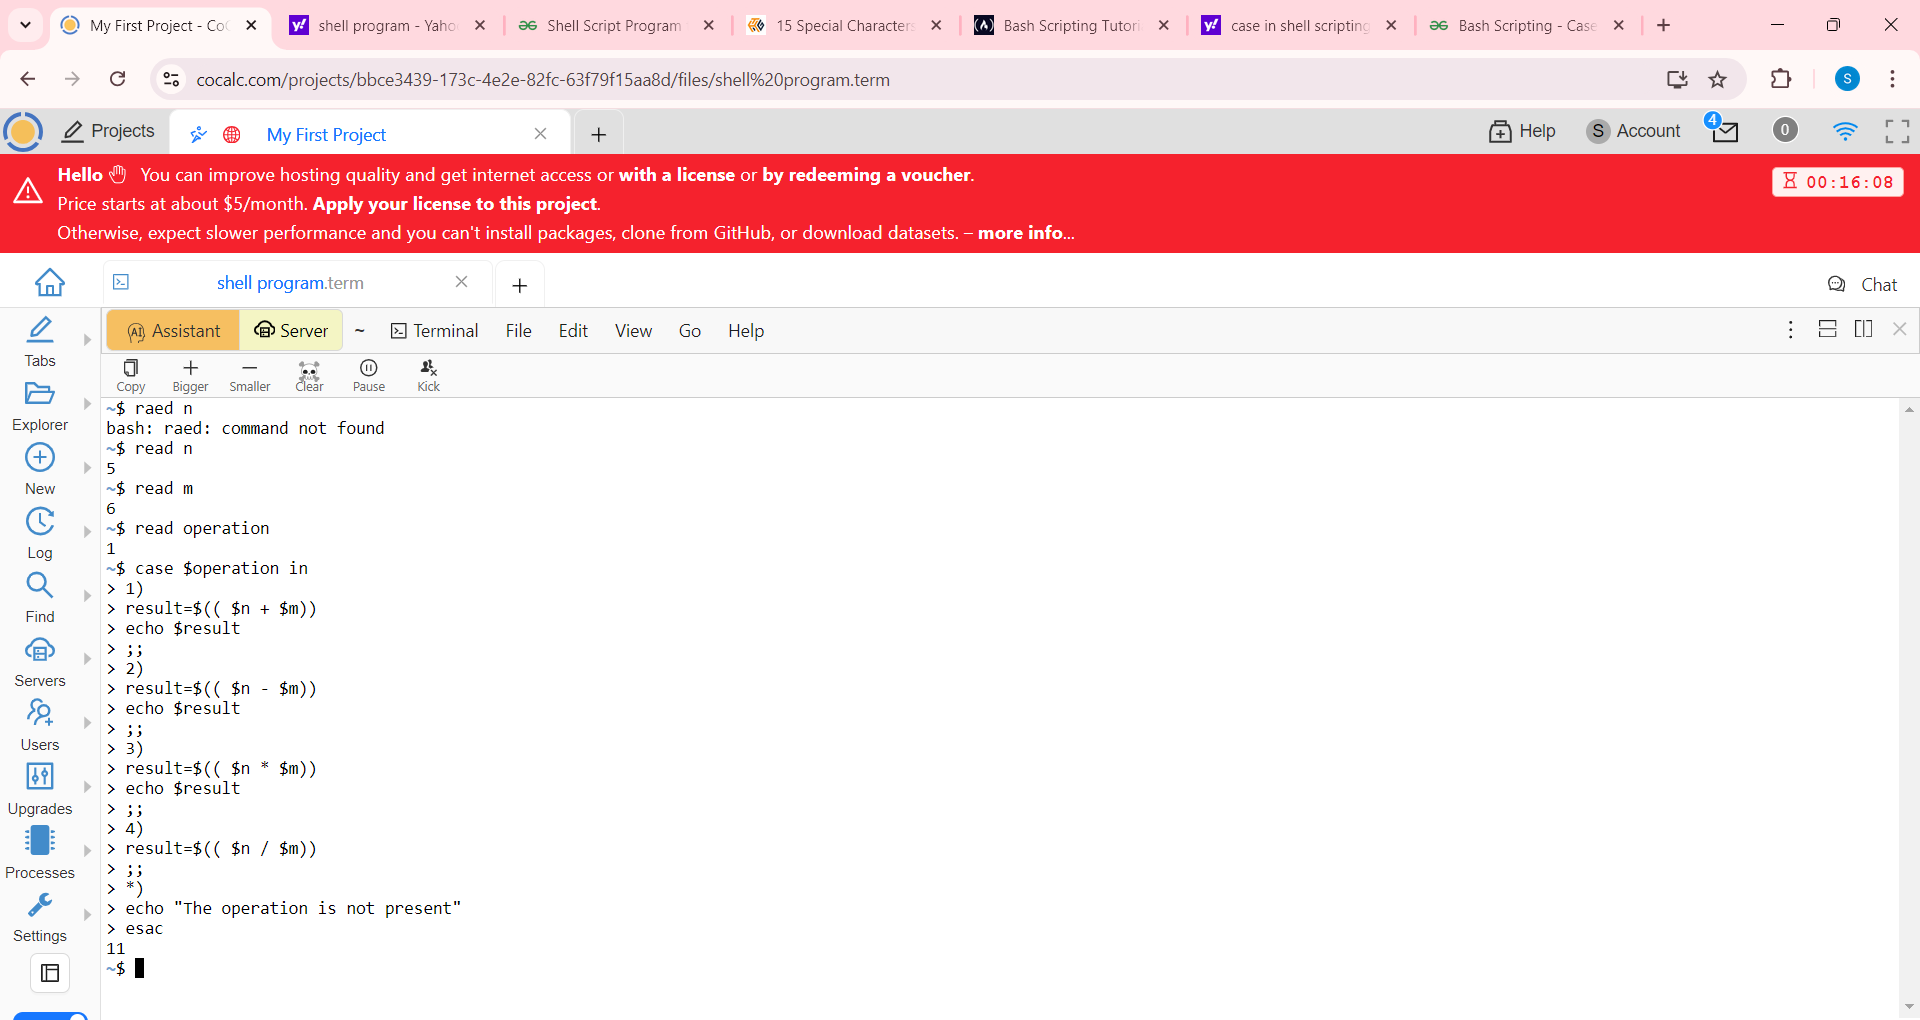 My First Project - CoC
shell program - Yaho
Shell Script Program
15 Special Characters
Bash Scripting Tutori
case in shell scripting
Bash Scripting - Case
cocalc.com/projects/bbce3439-173c-4e2e-82fc-63f79f15aa8d/files/shell%20program.term
S
Projects
My First Project
Help
S Account
4
0
Hello You can improve hosting quality and get internet access or with a license or by redeeming a voucher.
00:16:08
Price starts at about $5/month. Apply your license to this project.
Otherwise, expect slower performance and you can't install packages, clone from GitHub, or download datasets. – more info...
shell program.term
Chat
AI Assistant
Server
~
Terminal
File
Edit
View
Go
Help
Copy
Bigger
Smaller
Clear
Pause
Kick
Tabs
Explorer
New
Log
Find
Servers
Users
Upgrades
Processes
Settings
~$ raed n
bash: raed: command not found
~$ read n
5
~$ read m
6
~$ read operation
1
~$ case $operation in
> 1)
> result=$(( $n + $m))
> echo $result
> ;;
> 2)
> result=$(( $n - $m))
> echo $result
> ;;
> 3)
> result=$(( $n * $m))
> echo $result
> ;;
> 4)
> result=$(( $n / $m))
> ;;
> *)
> echo "The operation is not present"
> esac
11
~$